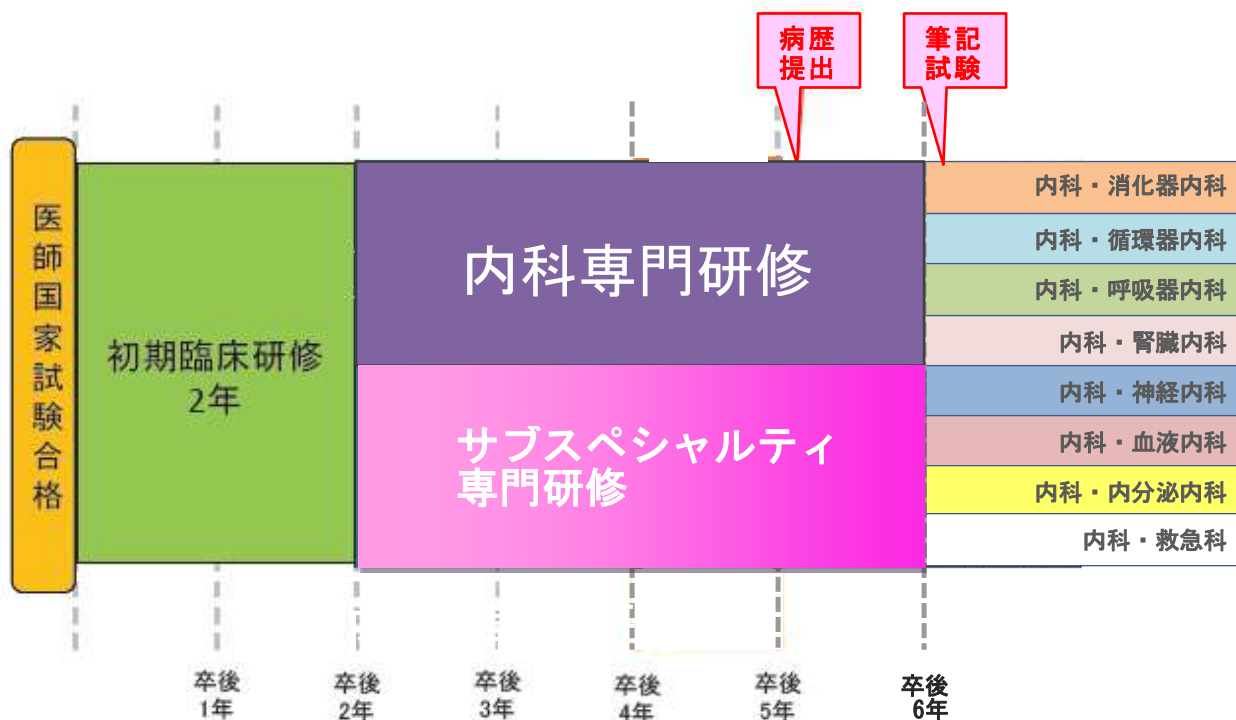 病歴
提出
筆記
試験
医師国家試験合格
初期臨床研修
2年
内科専門研修
サブスペシャルティ
専門研修
内科・消化器内科
内科・循環器内科
内科・呼吸器内科
内科・腎臓内科
内科・神経内科
内科・血液内科
内科・内分泌内科
内科・救急科
卒後
1年
卒後
2年
卒後
3年
卒後
4年
卒後
5年
卒後
6年